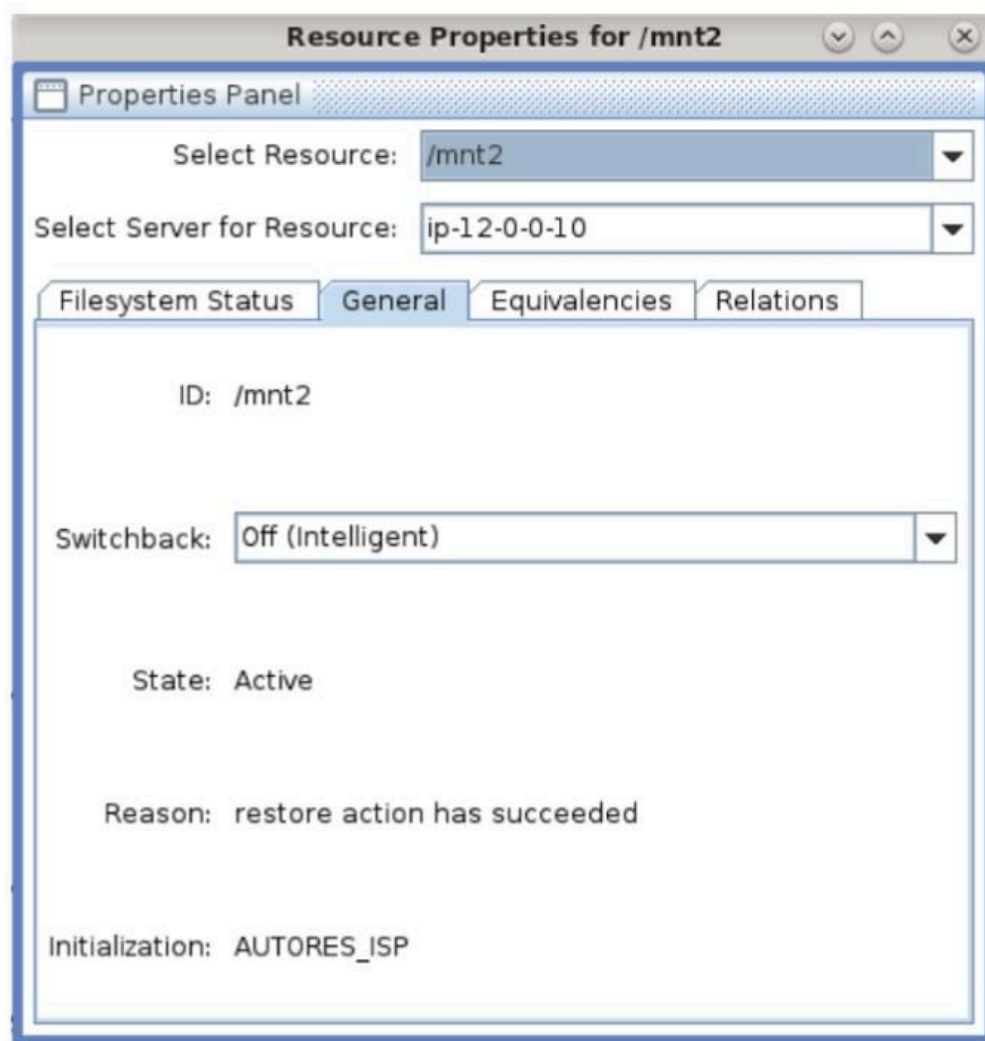 Resource Properties for /mnt2
Properties Panel
Select Resource: /mnt2
Select Server for Resource: ip-12-0-0-10
Filesystem Status General Equivalencies Relations
ID: /mnt2
Switchback: Off (Intelligent)
State: Active
Reason: restore action has succeeded
Initialization: AUTORES_ISP